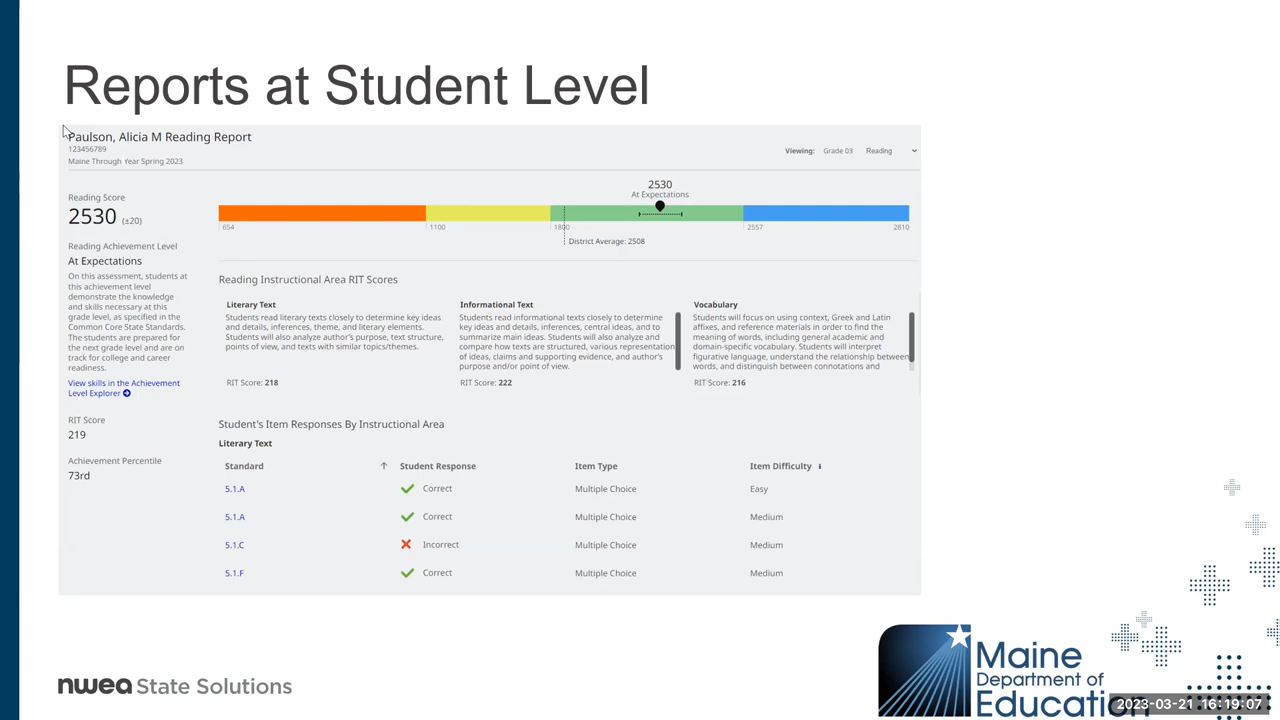 Reports at Student Level
Paulson, Alicia M Reading Report
123456789
Maine Through Year Spring 2023
Viewing: Grade 03 Reading
Reading Score
2530 (±20)
Reading Achievement Level
At Expectations
On this assessment, students at
this achievement level
demonstrate the knowledge
and skills necessary at this
grade level, as specified in the
Common Core State Standards.
The students are prepared for
the next grade level and are on
track for college and career
readiness.
View skills in the Achievement
Level Explorer
RIT Score
219
Achievement Percentile
73rd
2530
At Expectations
654 1100 1800 2557 2810
District Average: 2508
Reading Instructional Area RIT Scores
Literary Text
Students read literary texts closely to determine key ideas
and details, inferences, theme, and literary elements.
Students will also analyze author's purpose, text structure,
points of view, and texts with similar topics/themes.
RIT Score: 218
Informational Text
Students read informational texts closely to determine
key ideas and details, inferences, central ideas, and to
summarize main ideas. Students will also analyze and
compare how texts are structured, various representation
of ideas, claims and supporting evidence, and author's
purpose and/or point of view.
RIT Score: 222
Vocabulary
Students will focus on using context, Greek and Latin
affixes, and reference materials in order to find the
meaning of words, including general academic and
domain-specific vocabulary. Students will interpret
figurative language, understand the relationship between
words, and distinguish between connotations and
RIT Score: 216
Student's Item Responses By Instructional Area
Literary Text
Standard Student Response Item Type Item Difficulty
5.1.A Correct Multiple Choice Easy
5.1.A Correct Multiple Choice Medium
5.1.C Incorrect Multiple Choice Medium
5.1.F Correct Multiple Choice Medium
nwea State Solutions
Maine
Department of
Education
2023-03-21 16:19:07